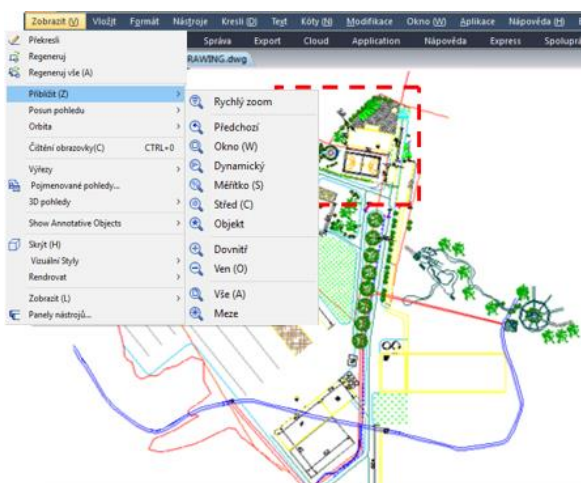 Zobrazit (V) Vložit Formát Nástroje Kresli (D) Text Kóty (N) Modifikace Okno (W) Aplikace Nápověda (H)
Správa Export Cloud Application Nápověda Express Spoluprá
RAWING.dwg
Překresli
Regeneruj
Regeneruj vše (A)
Přiblížit (Z)
Posun pohledu
Orbita
Čištění obrazovky(C) CTRL+0
Výřezy
Pojmenované pohledy...
3D pohledy
Show Annotative Objects
Skrýt (H)
Vizuální Styly
Rendrovat
Zobrazit (L)
Panely nástrojů...
Rychlý zoom
Předchozí
Okno (W)
Dynamický
Měřítko (S)
Střed (C)
Objekt
Dovnitř
Ven (O)
Vše (A)
Meze